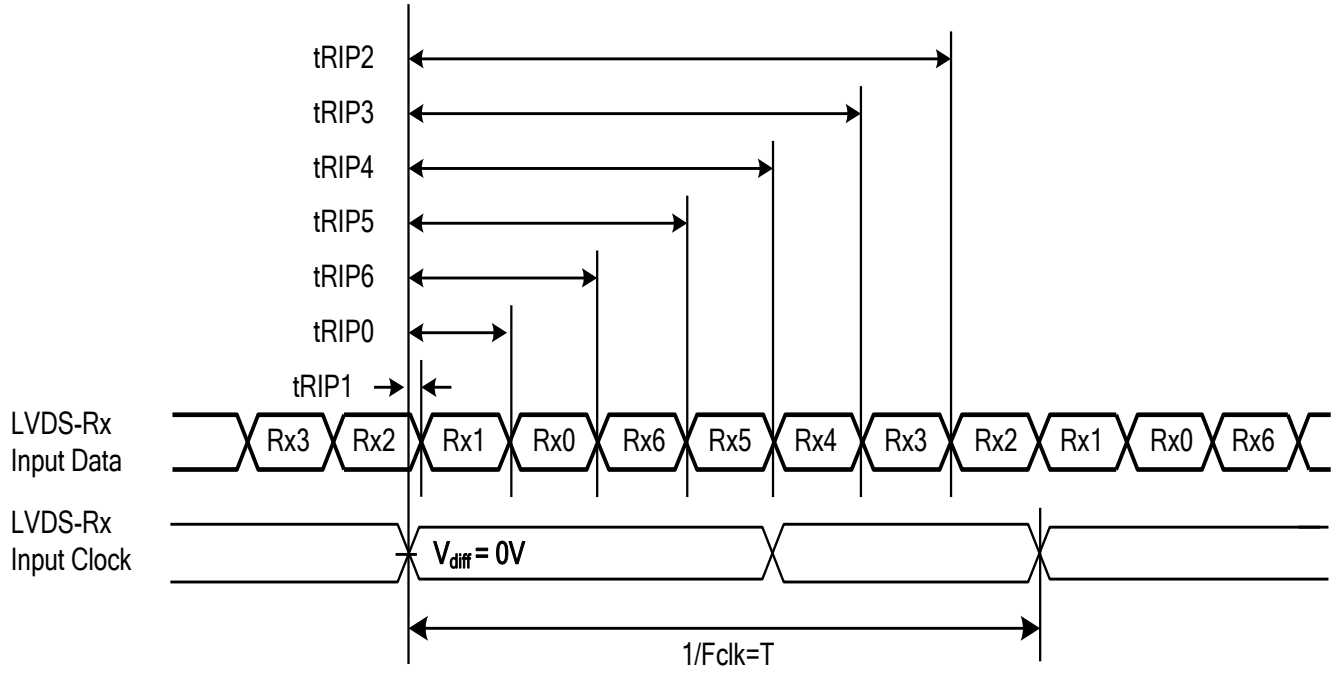 tRIP2
tRIP3
tRIP4
tRIP5
tRIP6
tRIP0
tRIP1
LVDS-Rx
Input Data
Rx3 Rx2 Rx1 Rx0 Rx6 Rx5 Rx4 Rx3 Rx2 Rx1 Rx0 Rx6
LVDS-Rx
Input Clock
Vdiff = 0V
1/Fclk=T